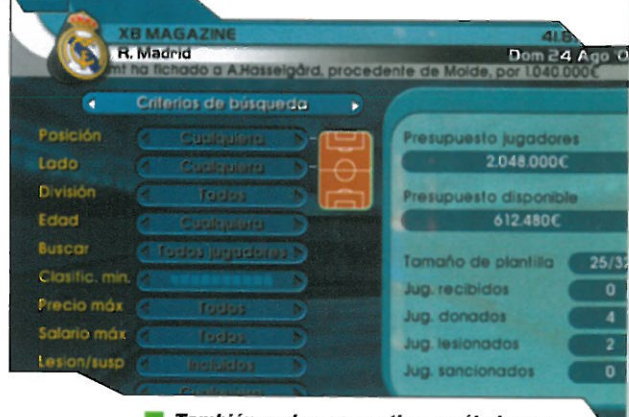 XB MAGAZINE
R. Madrid
Dom 24 Ago 0
mt ha fichado a A.Hasselgård, procedente de Molde, por 1.040.000€
Criterios de búsqueda
Posición Cualquiera
Lado Cualquiera
División Todos
Edad Cualquiera
Buscar Todos jugadores
Clasific. min.
Precio máx Todos
Salario máx Todos
Lesion/susp Incluidos
Cualquiera
Presupuesto jugadores
2.048.000€
Presupuesto disponible
612.480€
Tamaño de plantilla 25/32
Jug. recibidos 0
Jug. donados 4
Jug. lesionados 2
Jug. sancionados 0